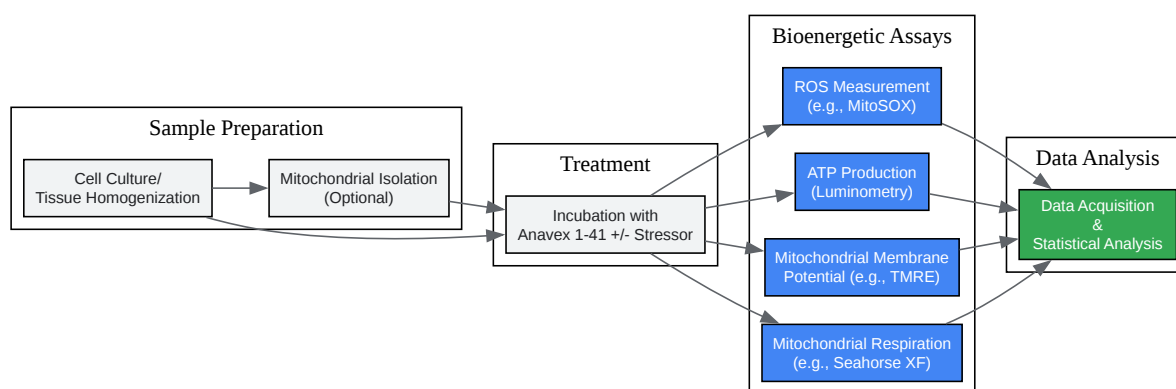 Sample Preparation
Cell Culture/
Tissue Homogenization
Mitochondrial Isolation
(Optional)
Treatment
Incubation with
Anavex 1-41 +/- Stressor
Bioenergetic Assays
ROS Measurement
(e.g., MitoSOX)
ATP Production
(Luminometry)
Mitochondrial Membrane
Potential (e.g., TMRE)
Mitochondrial Respiration
(e.g., Seahorse XF)
Data Analysis
Data Acquisition
&
Statistical Analysis